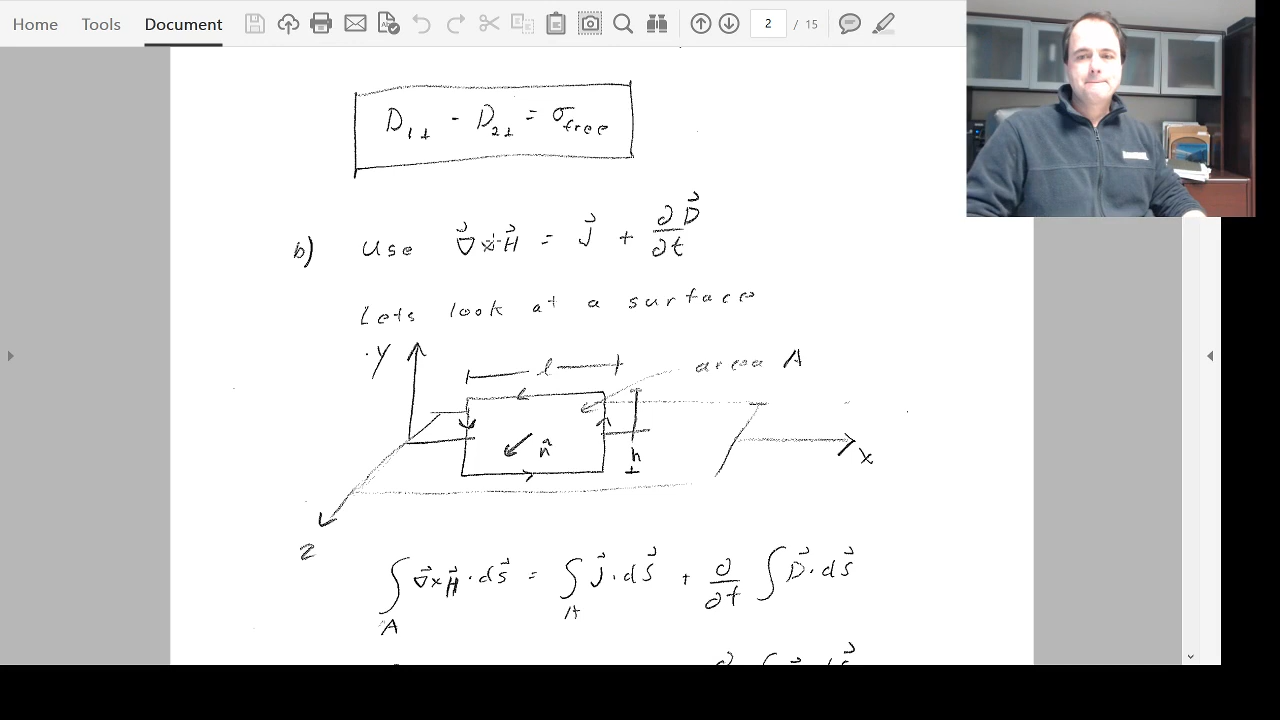 Home Tools Document 2 / 15
D₁⊥ - D₂⊥ = σfree
b) Use ∇⃗ × H⃗ = J⃗ + ∂D⃗/∂t
Lets look at a surface
y
l
area A
n̂
h
x
z
∫A ∇⃗×H⃗·dS⃗ = ∫A J⃗·dS⃗ + ∂/∂t ∫ D⃗·dS⃗